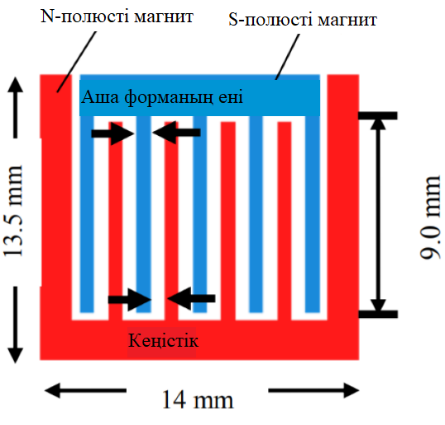 N-полюсті магнит
S-полюсті магнит
Аша форманың ені
13.5 mm
9.0 mm
Кеңістік
14 mm